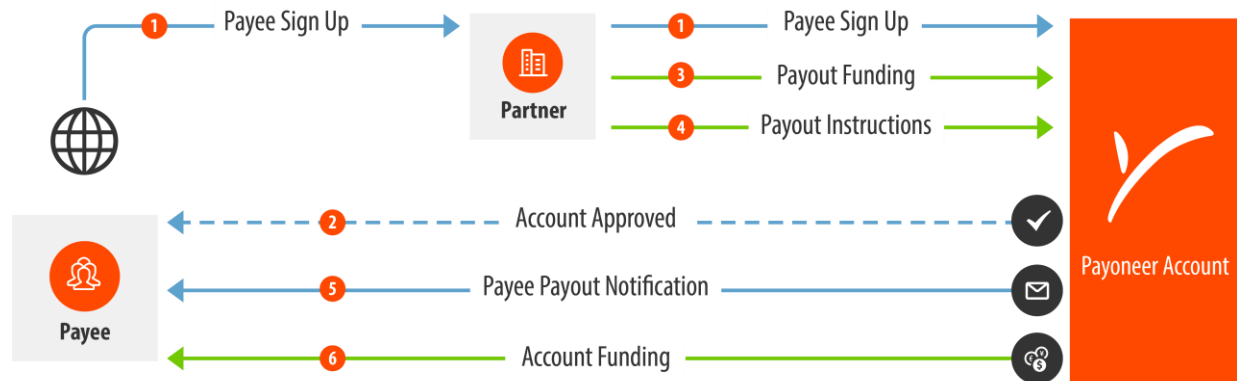 1 Payee Sign Up 1 Payee Sign Up
3 Payout Funding
Partner
4 Payout Instructions
2 Account Approved
Payoneer Account
5 Payee Payout Notification
Payee
6 Account Funding